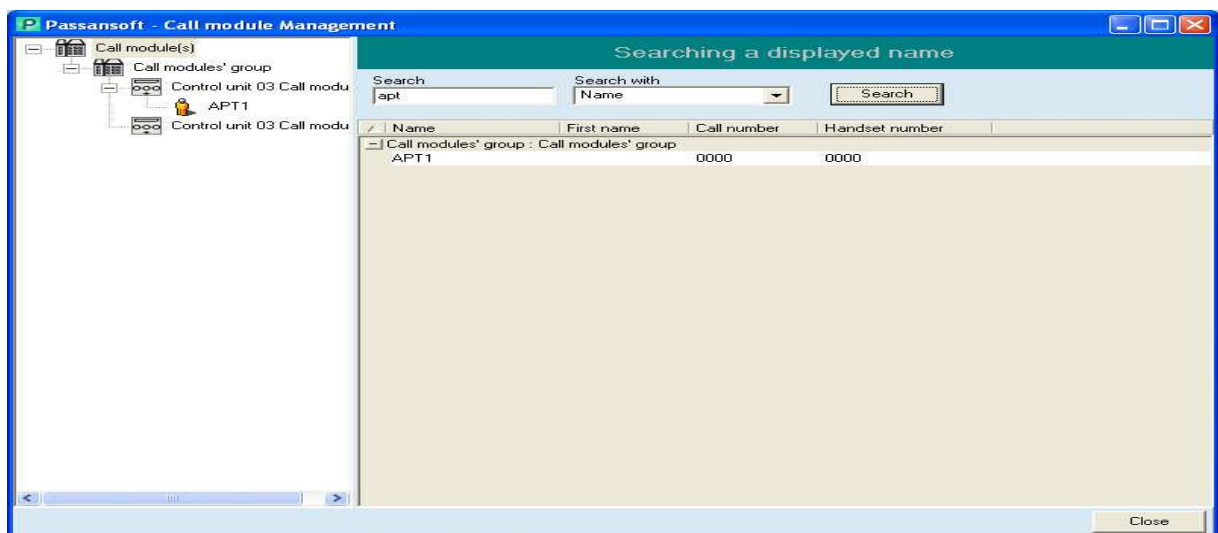 Passansoft - Call module Management
Call module(s)
Call modules' group
Control unit 03 Call modu
APT1
Control unit 03 Call modu
Searching a displayed name
Search
Search with
apt
Name
Search
Name First name Call number Handset number
Call modules' group : Call modules' group
APT1 0000 0000
Close